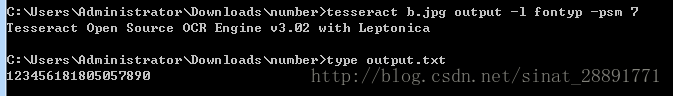 C:\Users\Administrator\Downloads\number>tesseract b.jpg output -l fontyp -psm 7
Tesseract Open Source OCR Engine v3.02 with Leptonica
C:\Users\Administrator\Downloads\number>type output.txt
123456181805057890
http://blog.csdn.net/sinat_28891771